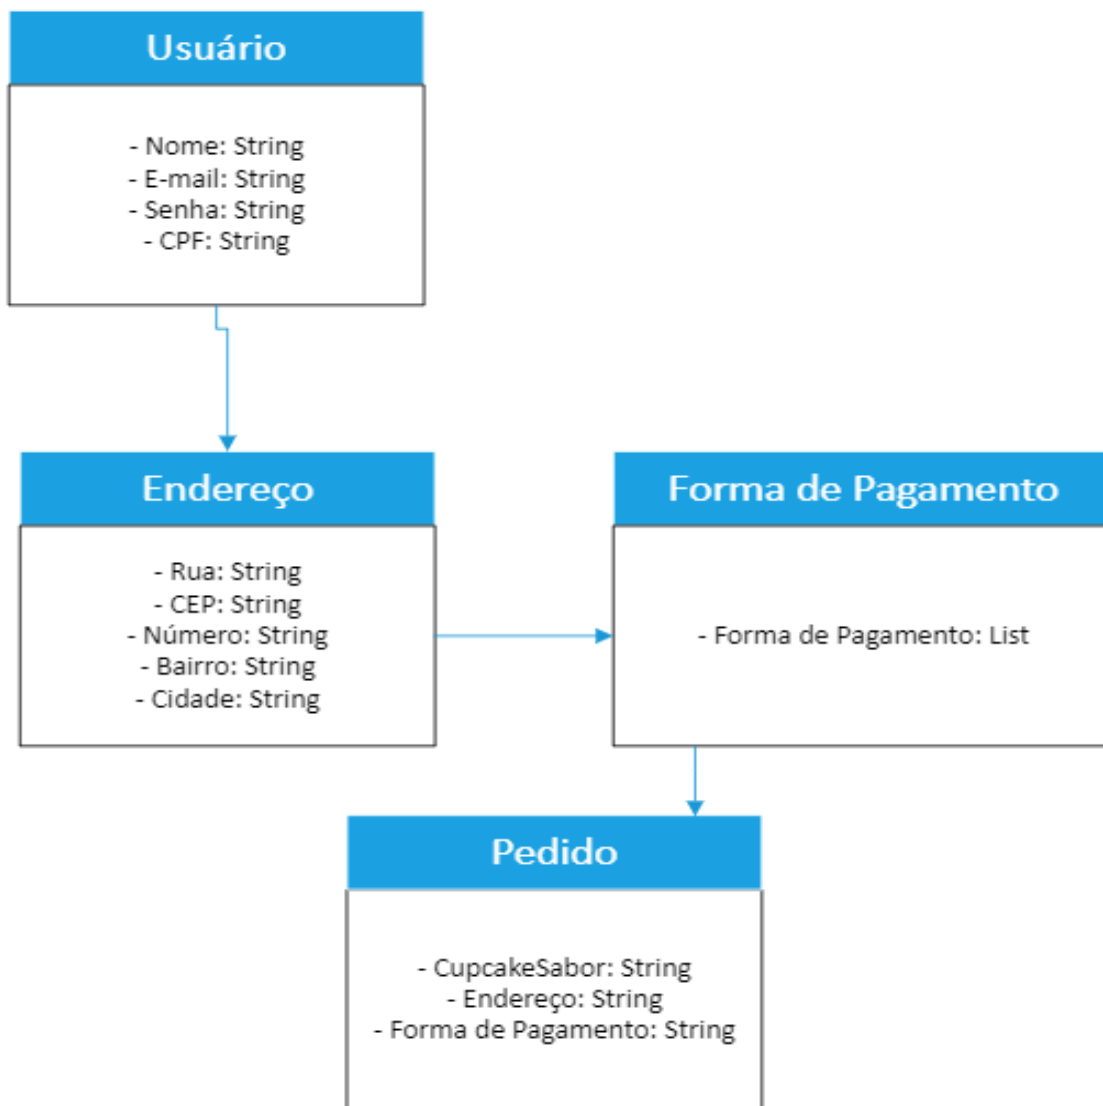 Usuário
- Nome: String
- E-mail: String
- Senha: String
- CPF: String
Endereço
- Rua: String
- CEP: String
- Número: String
- Bairro: String
- Cidade: String
Forma de Pagamento
- Forma de Pagamento: List
Pedido
- CupcakeSabor: String
- Endereço: String
- Forma de Pagamento: String